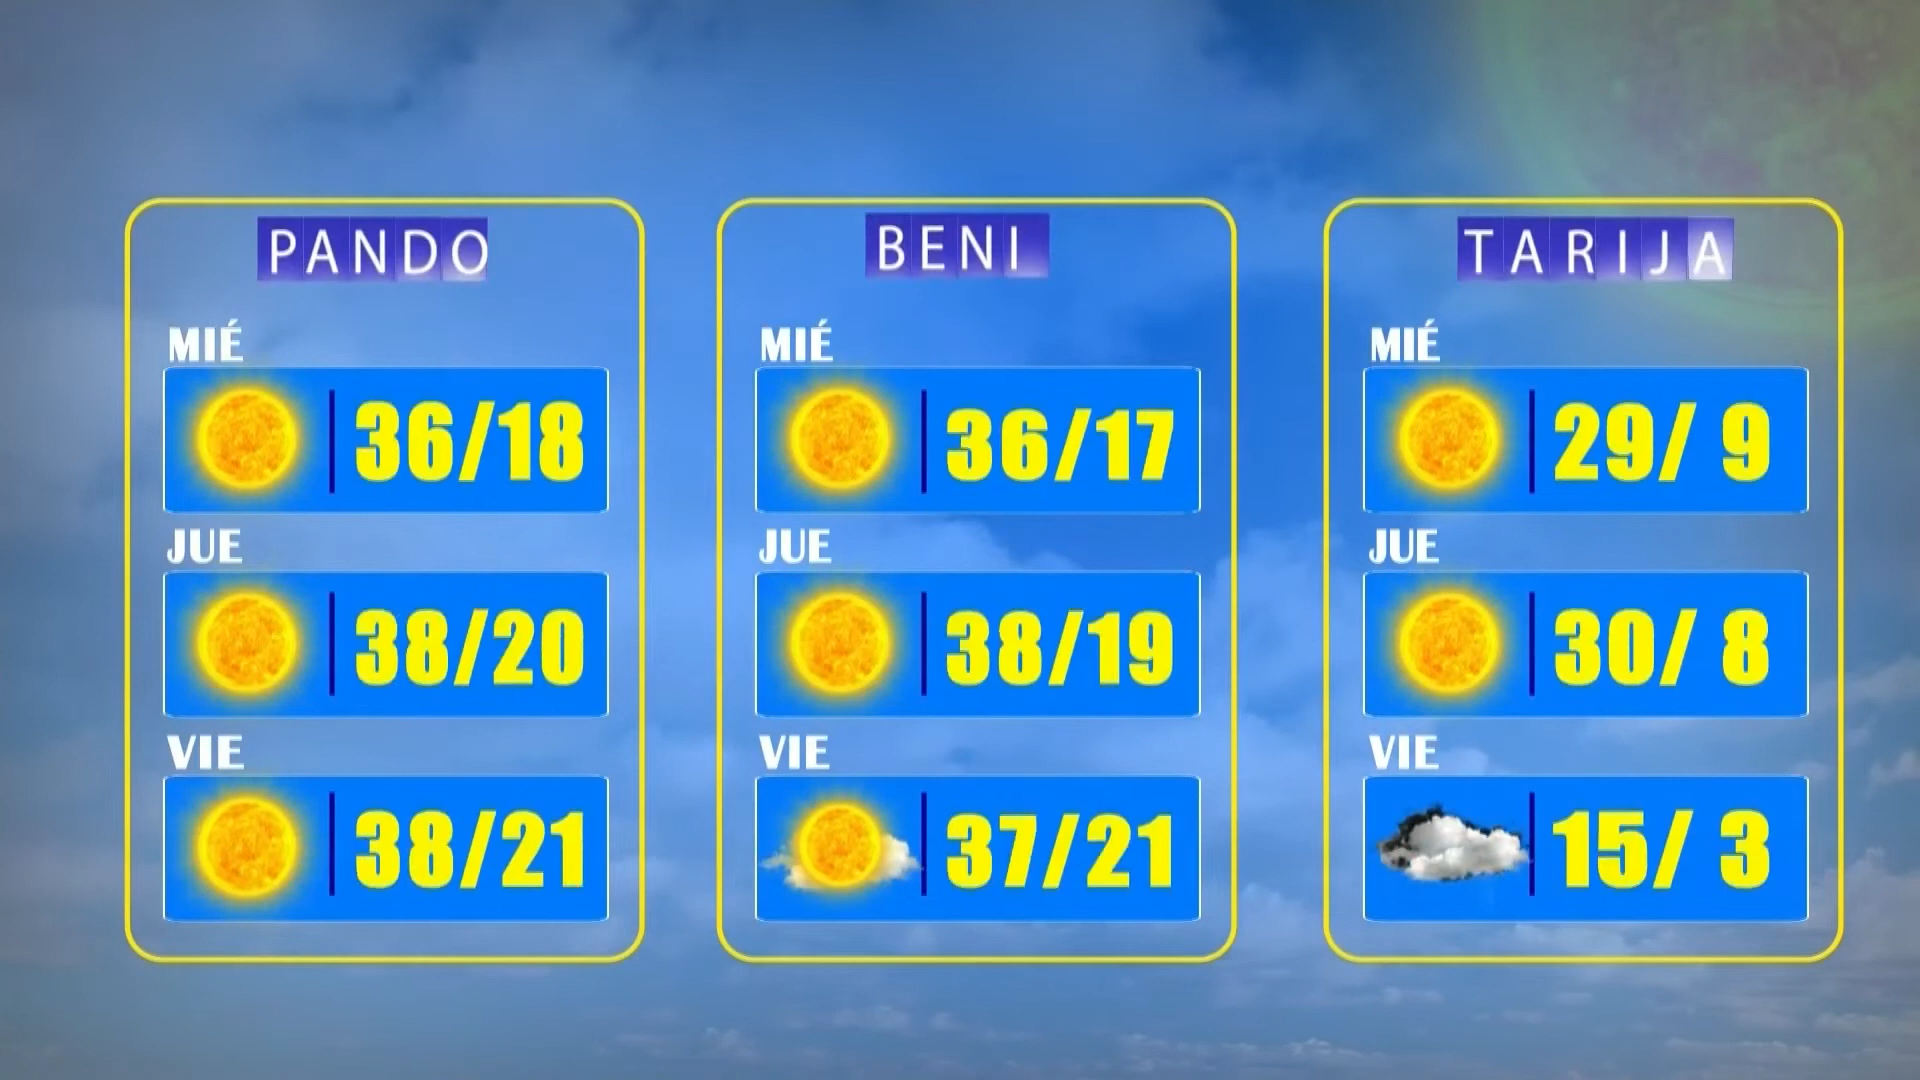 PANDO
MIÉ
36/18
JUE
38/20
VIE
38/21
BENI
MIÉ
36/17
JUE
38/19
VIE
37/21
TARIJA
MIÉ
29/ 9
JUE
30/ 8
VIE
15/ 3